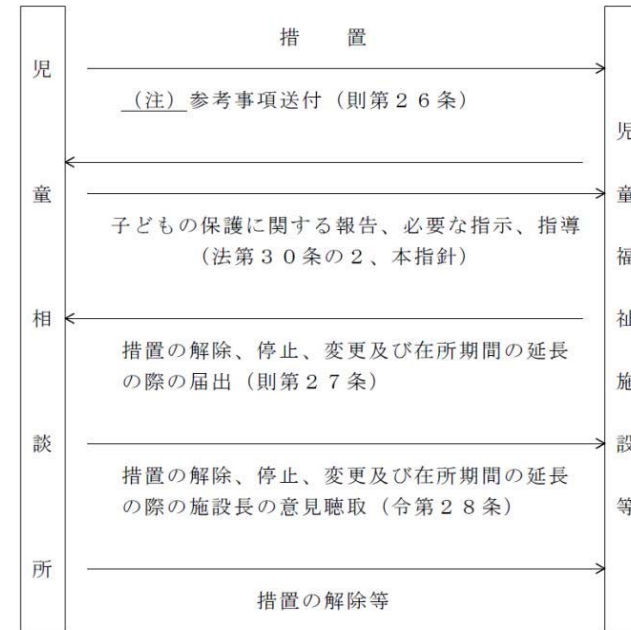 児童相談所
措　　置
（注）参考事項送付（則第２６条）
子どもの保護に関する報告、必要な指示、指導
（法第３０条の２、本指針）
措置の解除、停止、変更及び在所期間の延長
の際の届出（則第２７条）
措置の解除、停止、変更及び在所期間の延長
の際の施設長の意見聴取（令第２８条）
措置の解除等
児童福祉施設等